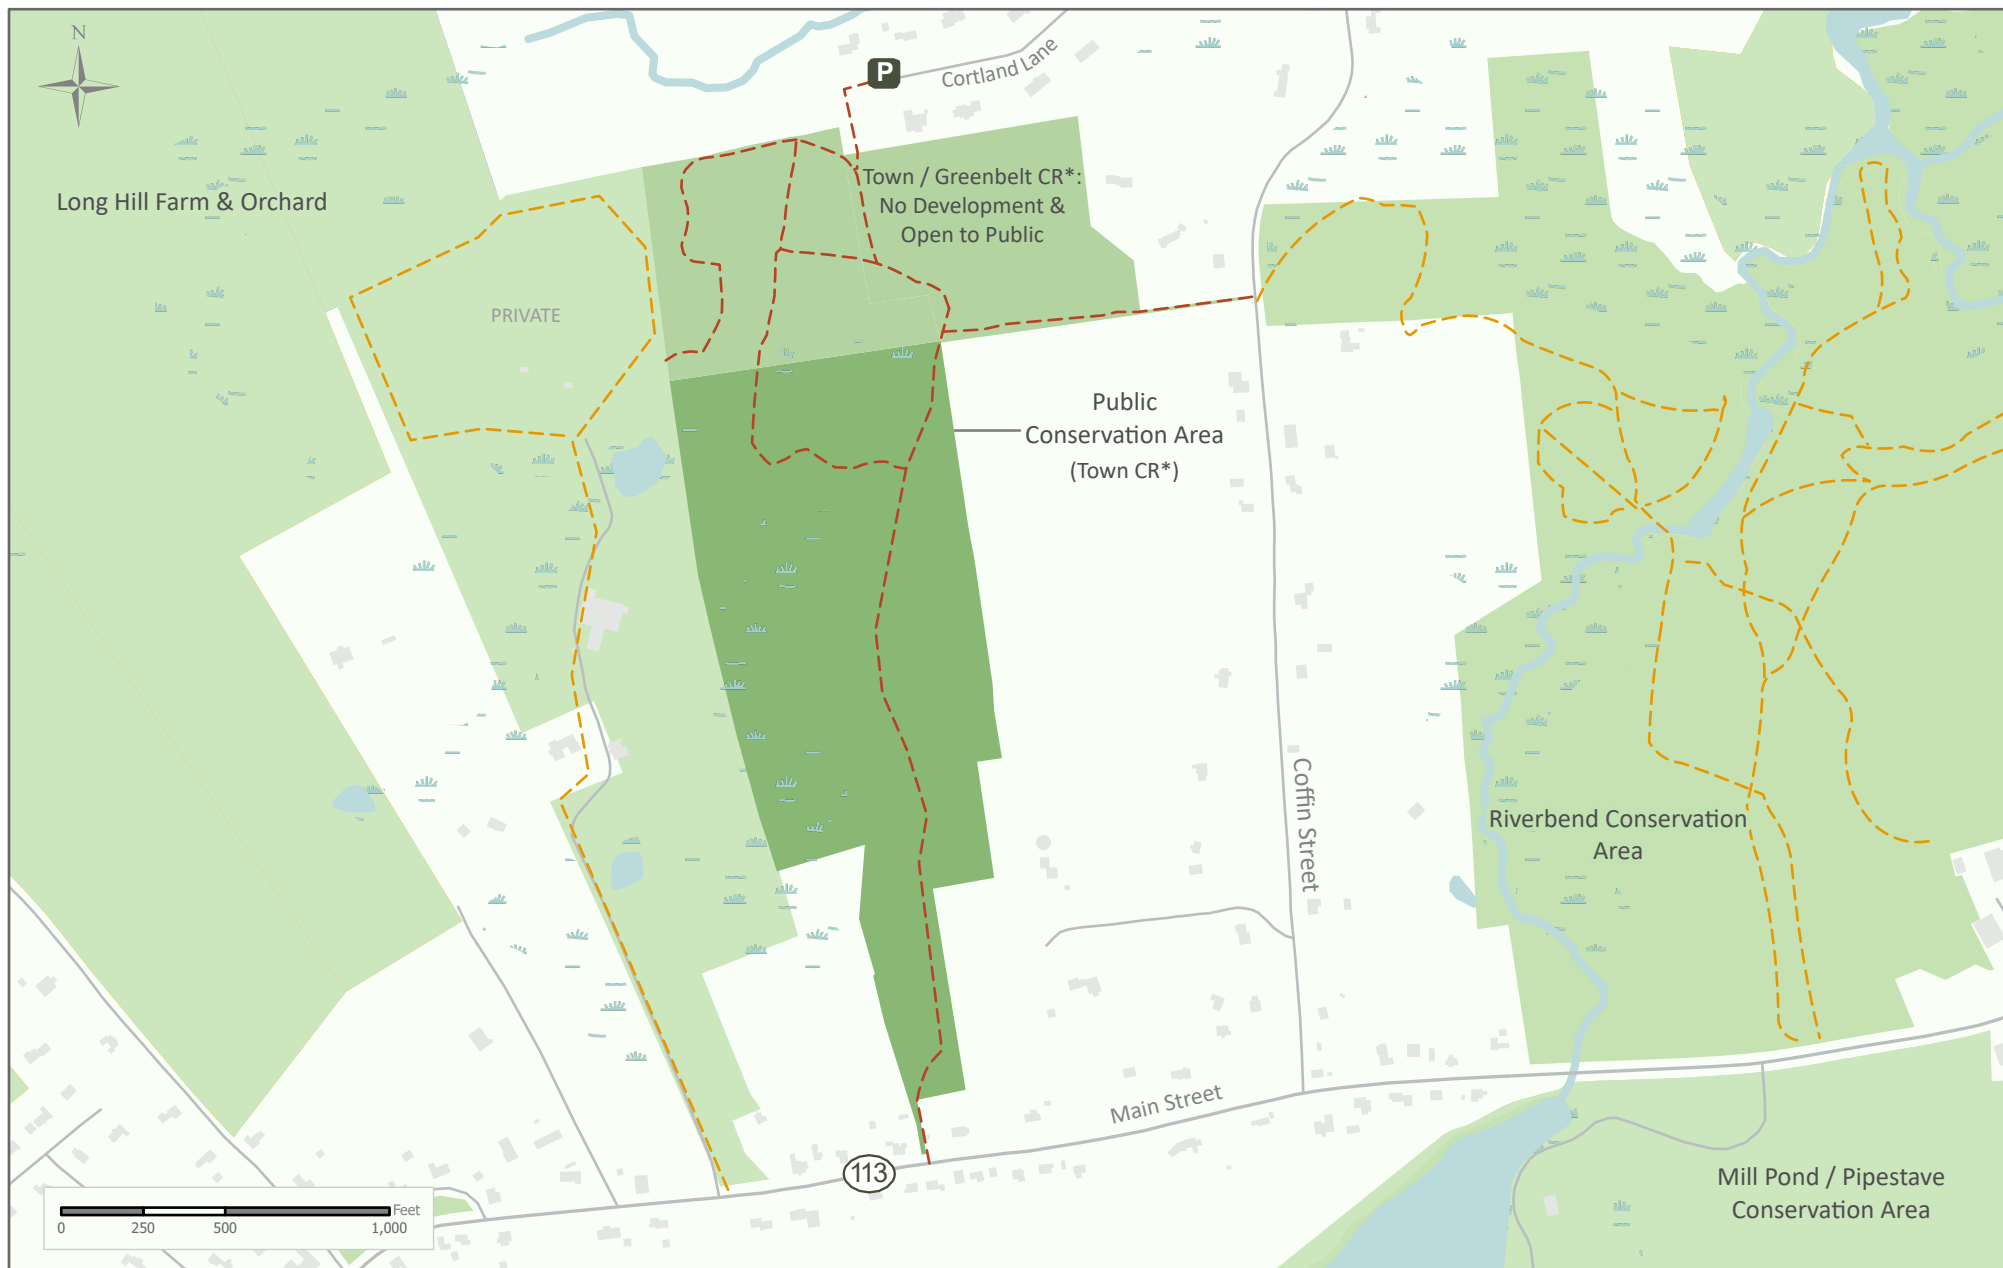 N
P
Cortland Lane
Long Hill Farm & Orchard
Town / Greenbelt CR*:
No Development &
Open to Public
PRIVATE
Public
Conservation Area
(Town CR*)
Coffin Street
Riverbend Conservation
Area
Main Street
113
Mill Pond / Pipestave
Conservation Area
Feet
0 250 500 1,000